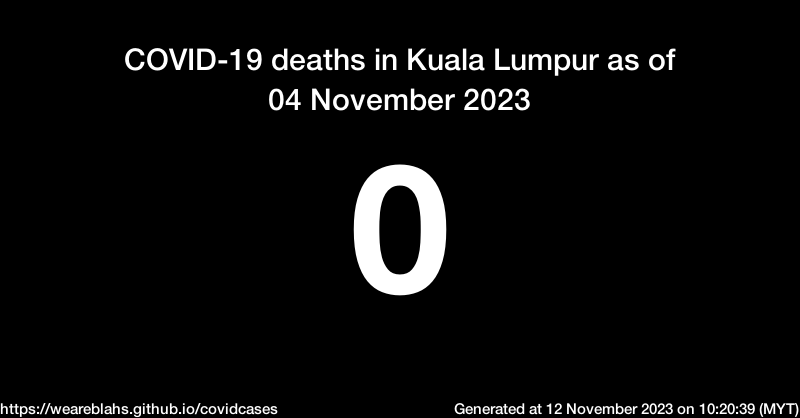 COVID-19 deaths in Kuala Lumpur as of
04 November 2023
0
https://weareblahs.github.io/covidcases
Generated at 12 November 2023 on 10:20:39 (MYT)